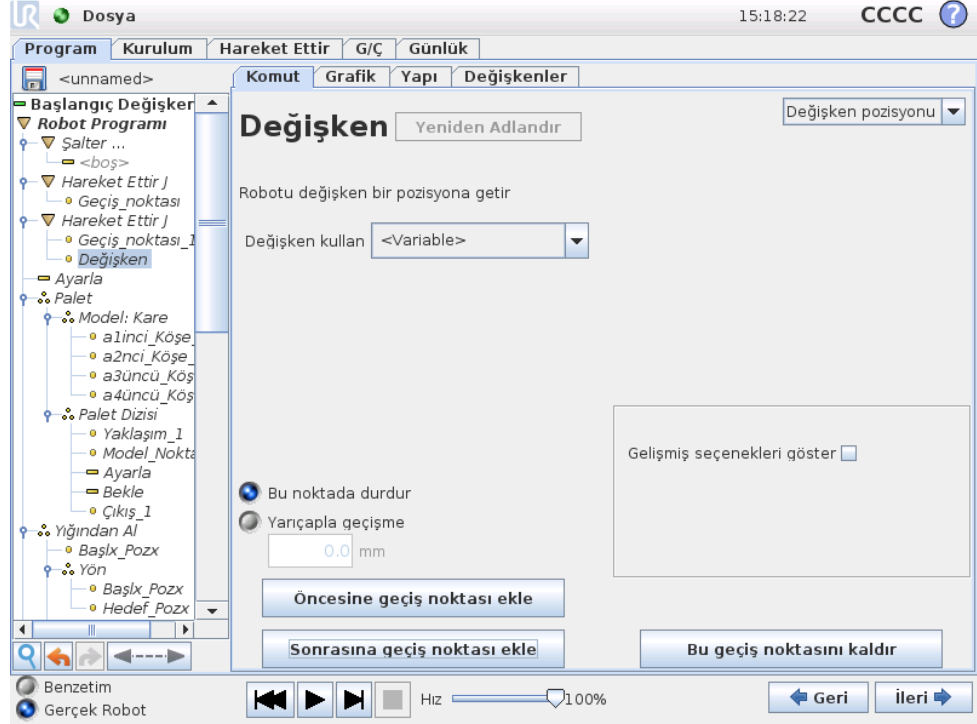 UR Dosya 15:18:22 CCCC ?
Program Kurulum Hareket Ettir G/Ç Günlük
<unnamed>
Komut Grafik Yapı Değişkenler
Başlangıç Değişker
Robot Programı
Şalter ...
<boş>
Hareket Ettir J
Geçiş_noktası
Hareket Ettir J
Geçiş_noktası_1
Değişken
Ayarla
Palet
Model: Kare
a1inci_Köşe_
a2nci_Köşe_
a3üncü_Köş
a4üncü_Köş
Palet Dizisi
Yaklaşım_1
Model_Nokta
Ayarla
Bekle
Çıkış_1
Yığından Al
Başlx_Pozx
Yön
Başlx_Pozx
Hedef_Pozx
Değişken Yeniden Adlandır
Değişken pozisyonu
Robotu değişken bir pozisyona getir
Değişken kullan <Variable>
Gelişmiş seçenekleri göster
Bu noktada durdur
Yarıçapla geçişme
0.0 mm
Öncesine geçiş noktası ekle
Sonrasına geçiş noktası ekle
Bu geçiş noktasını kaldır
Benzetim
Gerçek Robot
Hız 100%
Geri İleri